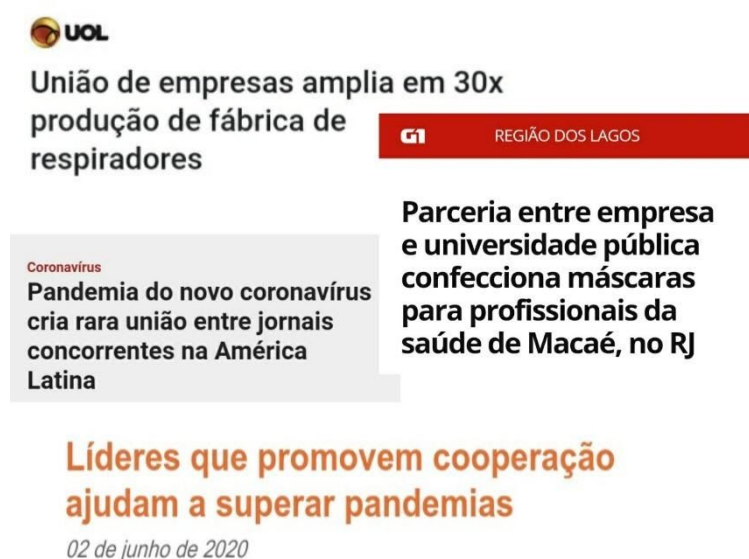 UOL
União de empresas amplia em 30x
produção de fábrica de
respiradores
G1 REGIÃO DOS LAGOS
Parceria entre empresa
e universidade pública
confecciona máscaras
para profissionais da
saúde de Macaé, no RJ
Coronavírus
Pandemia do novo coronavírus
cria rara união entre jornais
concorrentes na América
Latina
Líderes que promovem cooperação
ajudam a superar pandemias
02 de junho de 2020